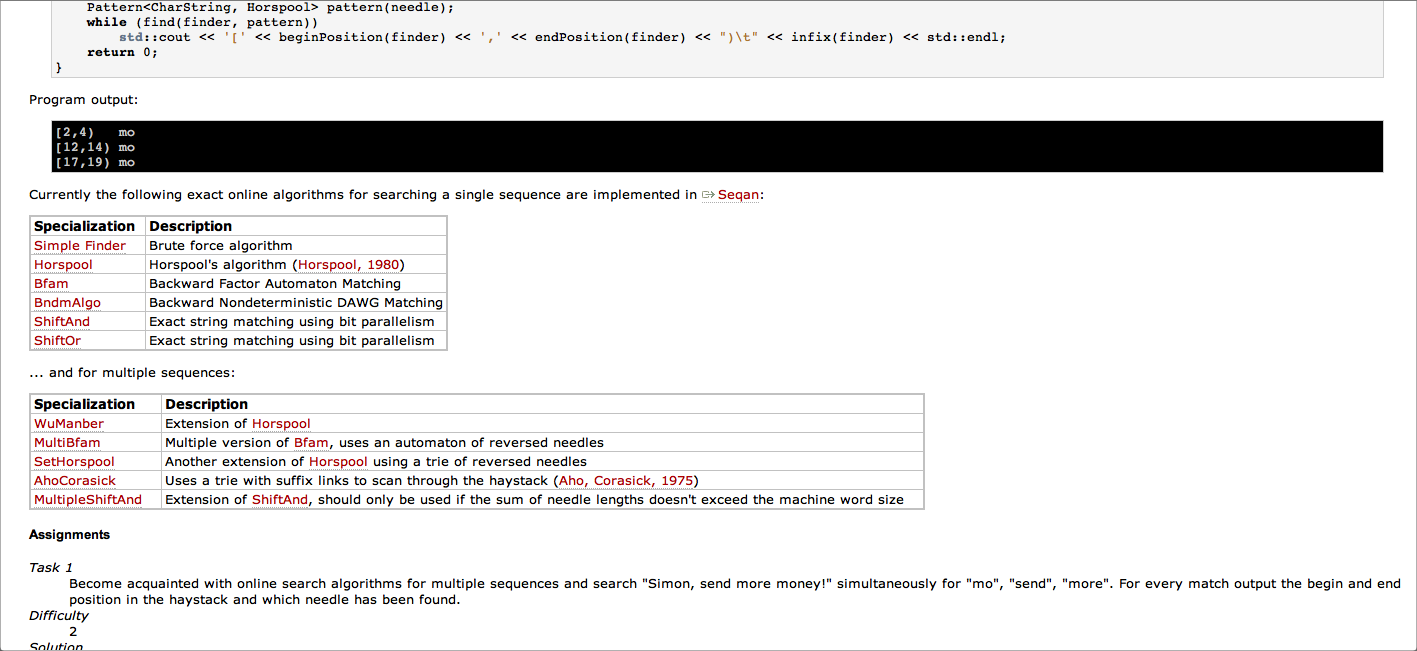 Pattern<CharString, Horspool> pattern(needle);
while (find(finder, pattern))
std::cout << '[' << beginPosition(finder) << ',' << endPosition(finder) << ")\t" << infix(finder) << std::endl;
return 0;
}
Program output:
[2,4) mo
[12,14) mo
[17,19) mo
Currently the following exact online algorithms for searching a single sequence are implemented in Seqan:
Specialization Description
Simple Finder Brute force algorithm
Horspool Horspool's algorithm (Horspool, 1980)
Bfam Backward Factor Automaton Matching
BndmAlgo Backward Nondeterministic DAWG Matching
ShiftAnd Exact string matching using bit parallelism
ShiftOr Exact string matching using bit parallelism
... and for multiple sequences:
Specialization Description
WuManber Extension of Horspool
MultiBfam Multiple version of Bfam, uses an automaton of reversed needles
SetHorspool Another extension of Horspool using a trie of reversed needles
AhoCorasick Uses a trie with suffix links to scan through the haystack (Aho, Corasick, 1975)
MultipleShiftAnd Extension of ShiftAnd, should only be used if the sum of needle lengths doesn't exceed the machine word size
Assignments
Task 1
Become acquainted with online search algorithms for multiple sequences and search "Simon, send more money!" simultaneously for "mo", "send", "more". For every match output the begin and end
position in the haystack and which needle has been found.
Difficulty
2
Solution